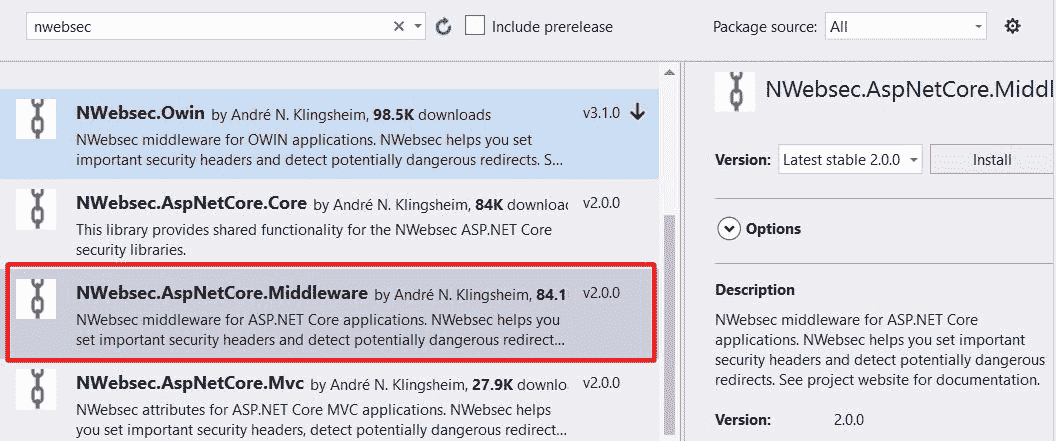 nwebsec
Include prerelease
Package source: All
NWebsec.Owin by André N. Klingsheim, 98.5K downloads v3.1.0
NWebsec middleware for OWIN applications. NWebsec helps you set
important security headers and detect potentially dangerous redirects. S...
NWebsec.AspNetCore.Core by André N. Klingsheim, 84K downloac v2.0.0
This library provides shared functionality for the NWebsec ASP.NET Core
security libraries.
NWebsec.AspNetCore.Middleware by André N. Klingsheim, 84.1 v2.0.0
NWebsec middleware for ASP.NET Core applications. NWebsec helps you
set important security headers and detect potentially dangerous redirect...
NWebsec.AspNetCore.Mvc by André N. Klingsheim, 27.9K downlo v2.0.0
NWebsec attributes for ASP.NET Core MVC applications. NWebsec helps
you set important security headers, detect potentially dangerous
NWebsec.AspNetCore.Middl
Version: Latest stable 2.0.0 Install
Options
Description
NWebsec middleware for ASP.NET Core
applications. NWebsec helps you set important
security headers and detect potentially dangerous
redirects. See project website for documentation.
Version: 2.0.0